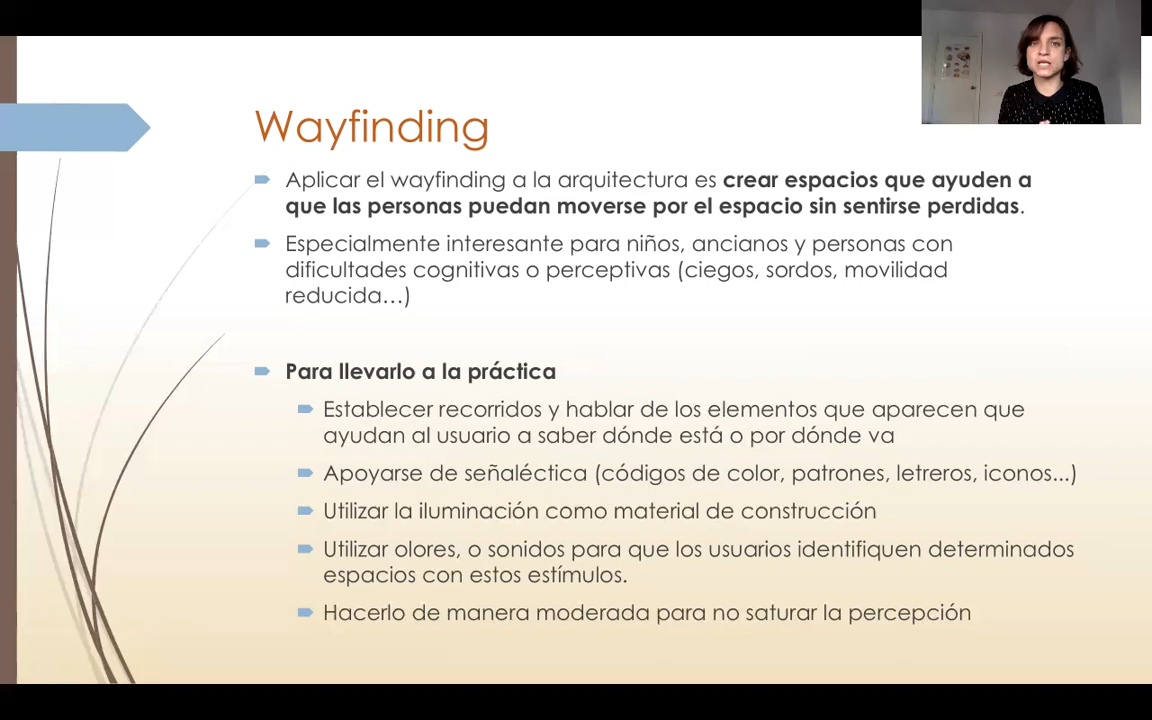 Wayfinding
Aplicar el wayfinding a la arquitectura es crear espacios que ayuden a
que las personas puedan moverse por el espacio sin sentirse perdidas.
Especialmente interesante para niños, ancianos y personas con
dificultades cognitivas o perceptivas (ciegos, sordos, movilidad
reducida…)
Para llevarlo a la práctica
Establecer recorridos y hablar de los elementos que aparecen que
ayudan al usuario a saber dónde está o por dónde va
Apoyarse de señaléctica (códigos de color, patrones, letreros, iconos...)
Utilizar la iluminación como material de construcción
Utilizar olores, o sonidos para que los usuarios identifiquen determinados
espacios con estos estímulos.
Hacerlo de manera moderada para no saturar la percepción